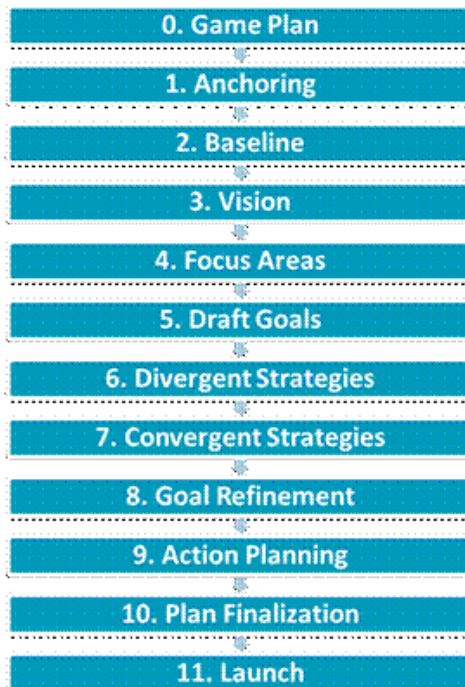 0. Game Plan
1. Anchoring
2. Baseline
3. Vision
4. Focus Areas
5. Draft Goals
6. Divergent Strategies
7. Convergent Strategies
8. Goal Refinement
9. Action Planning
10. Plan Finalization
11. Launch